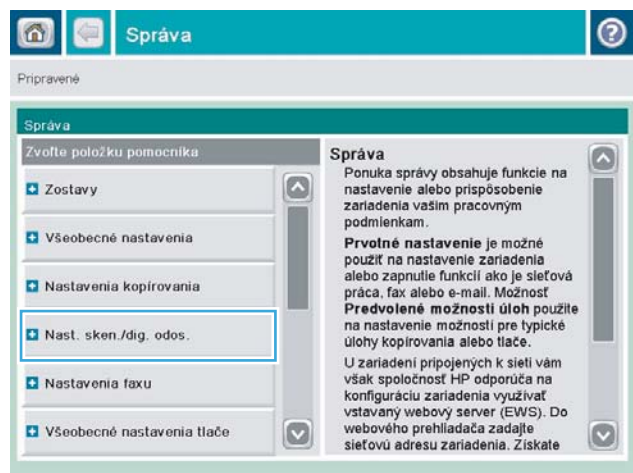 Správa
?
Pripravené
Správa
Zvoľte položku pomocníka
Zostavy
Všeobecné nastavenia
Nastavenia kopírovania
Nast. sken./dig. odos.
Nastavenia faxu
Všeobecné nastavenia tlače
Správa
Ponuka správy obsahuje funkcie na
nastavenie alebo prispôsobenie
zariadenia vašim pracovným
podmienkam.
Prvotné nastavenie je možné
použiť na nastavenie zariadenia
alebo zapnutie funkcií ako je sieťová
práca, fax alebo e-mail. Možnosť
Predvolené možnosti úloh použite
na nastavenie možností pre typické
úlohy kopírovania alebo tlače.
U zariadení pripojených k sieti vám
však spoločnosť HP odporúča na
konfiguráciu zariadenia využívať
vstavaný webový server (EWS). Do
webového prehliadača zadajte
sieťovú adresu zariadenia. Získate